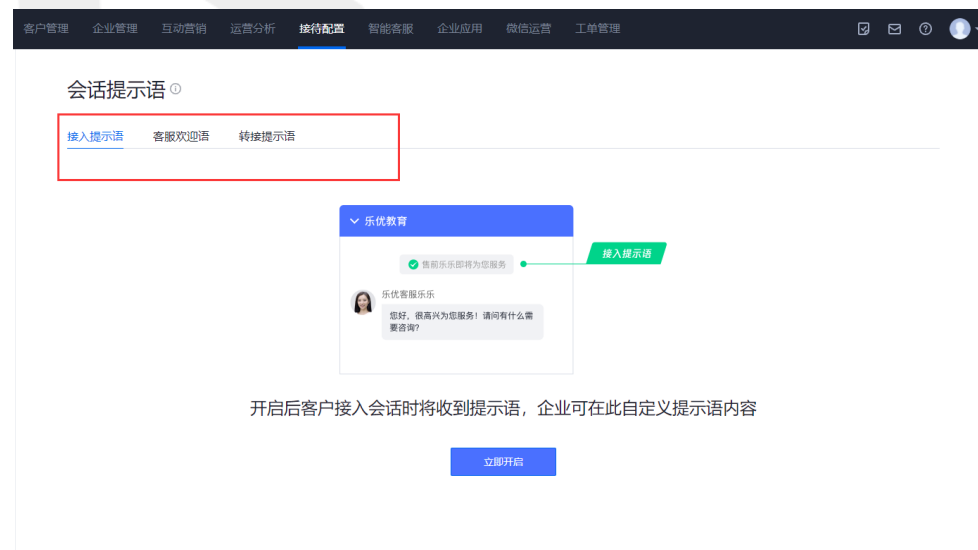 客户管理 企业管理 互动营销 运营分析 接待配置 智能客服 企业应用 微信运营 工单管理
会话提示语
接入提示语 客服欢迎语 转接提示语
乐优教育
售前乐乐即将为您服务
接入提示语
乐优客服乐乐
您好，很高兴为您服务！请问有什么需
要咨询?
开启后客户接入会话时将收到提示语，企业可在此自定义提示语内容
立即开启